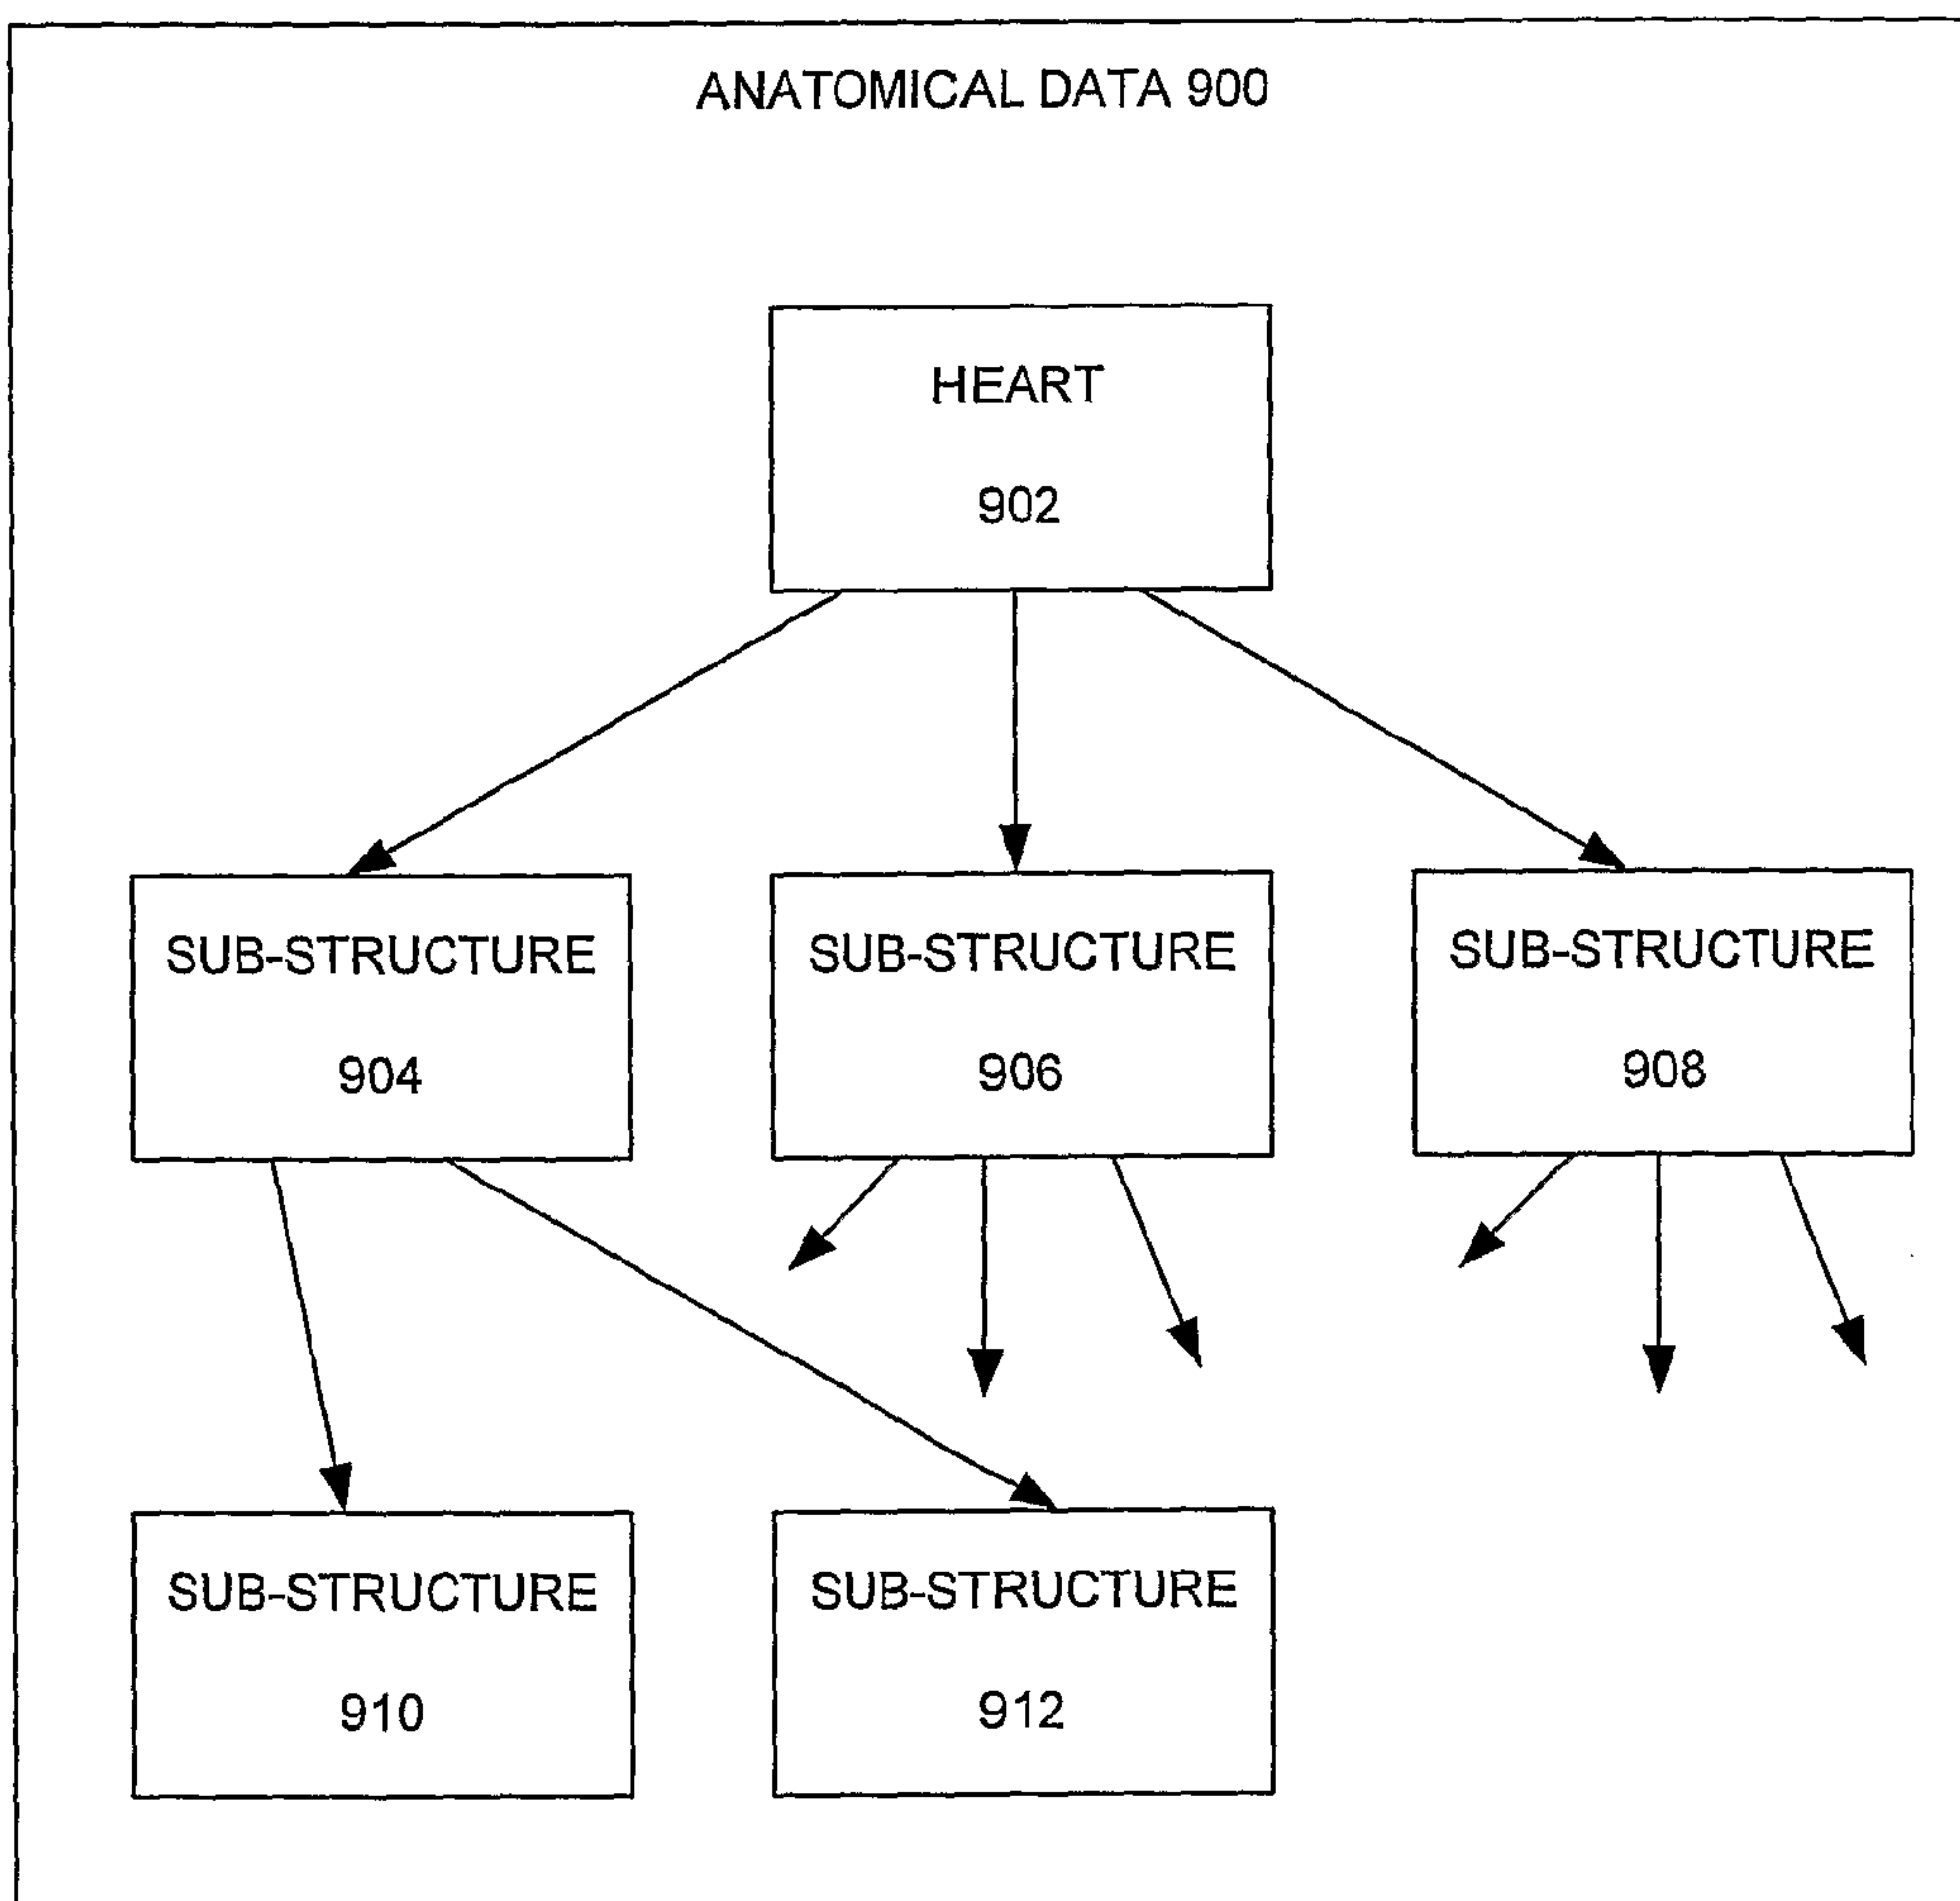 ANATOMICAL DATA 900
HEART
902
SUB-STRUCTURE
904
SUB-STRUCTURE
906
SUB-STRUCTURE
908
SUB-STRUCTURE
910
SUB-STRUCTURE
912